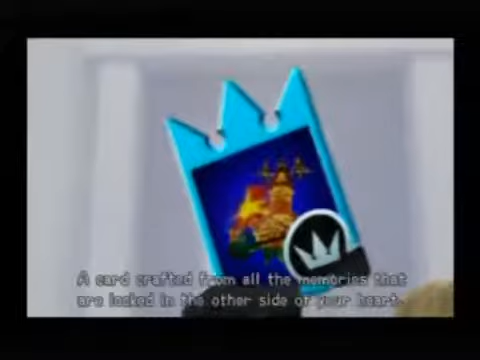 A card crafted from all the memories that
are locked in the other side of your heart.